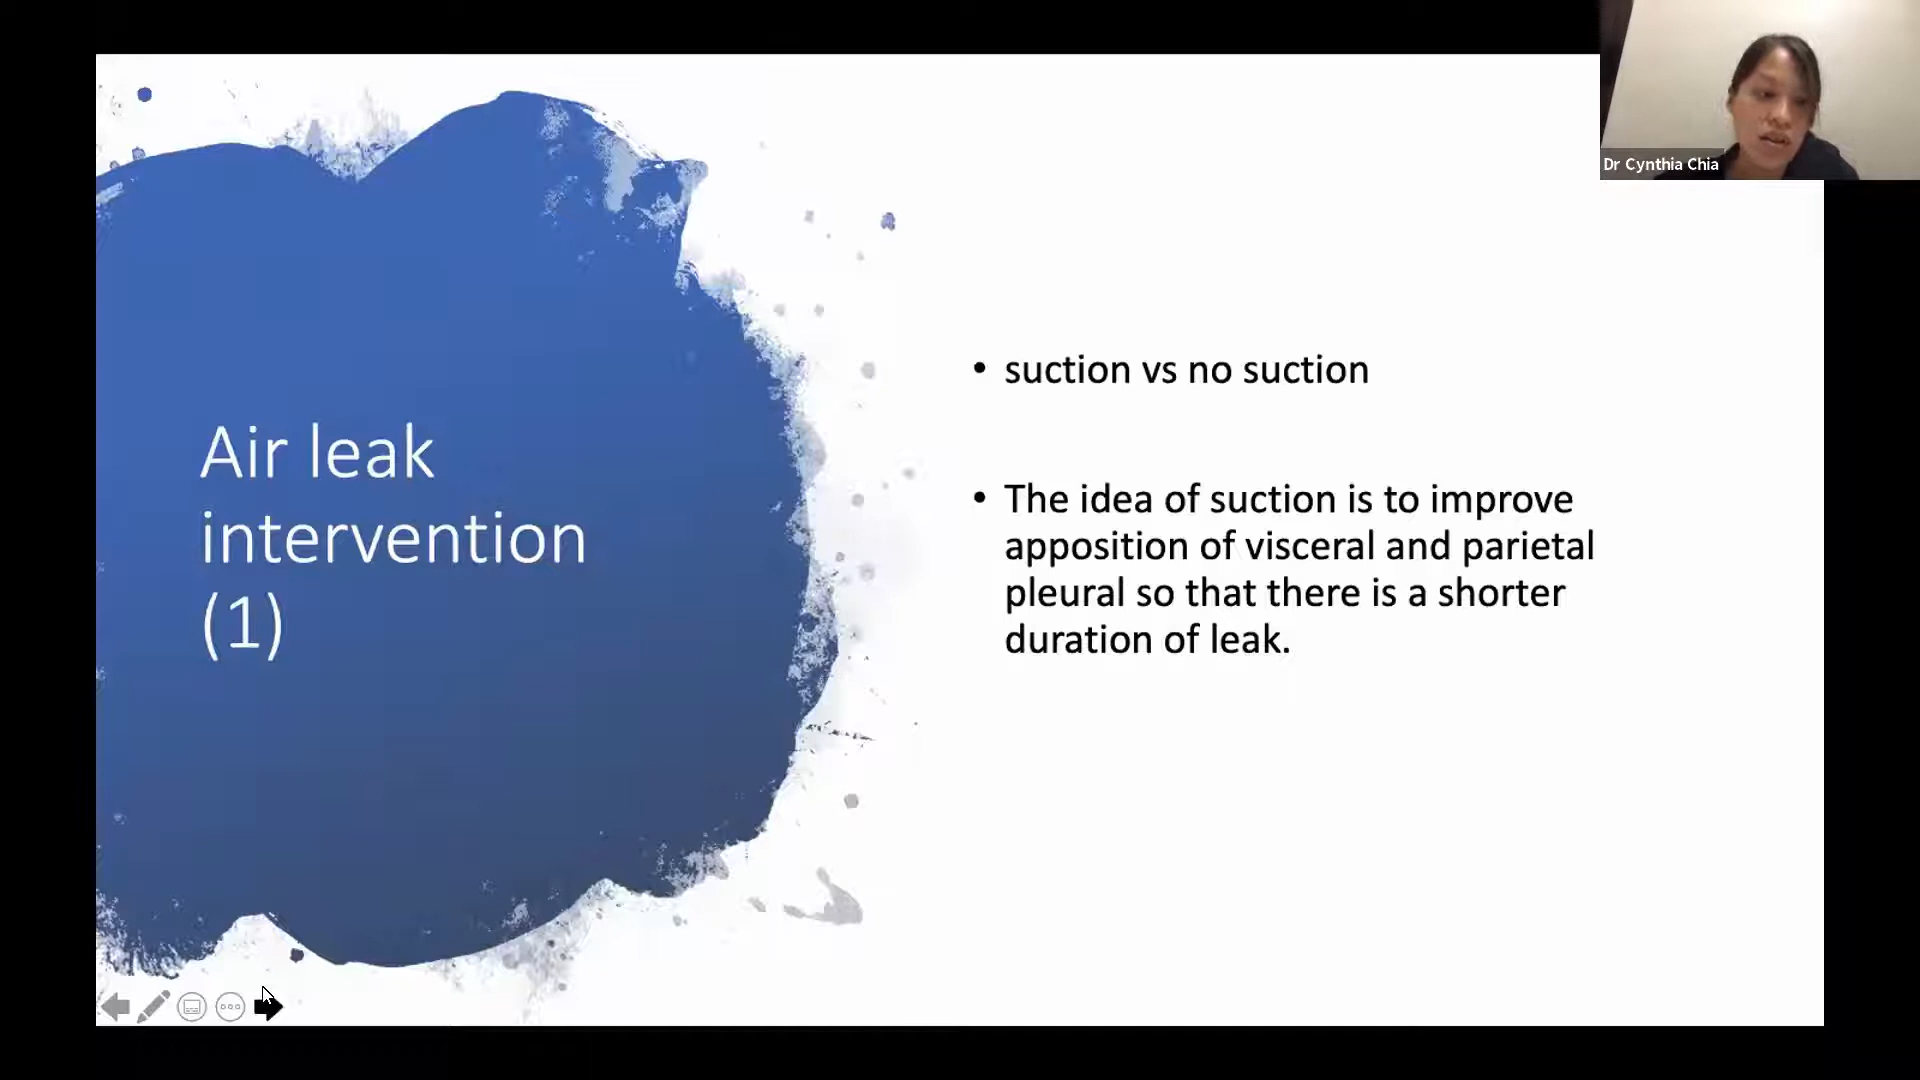 Dr Cynthia Chia
Air leak
intervention
(1)
• suction vs no suction
• The idea of suction is to improve
apposition of visceral and parietal
pleural so that there is a shorter
duration of leak.